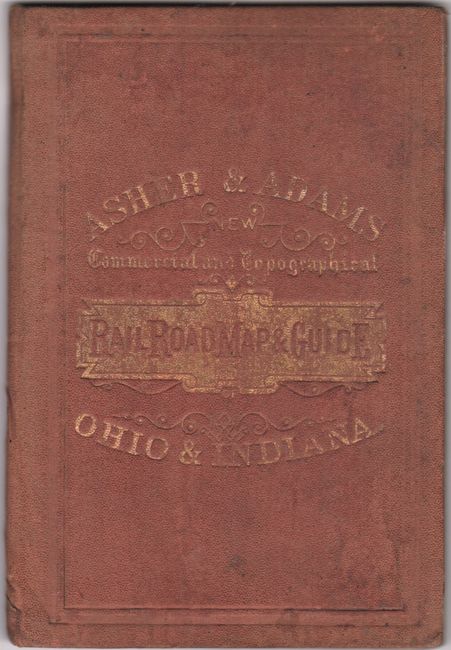 ASHER & ADAMS
NEW
Commercial and Topographical
RAIL ROAD MAP & GUIDE
OHIO & INDIANA